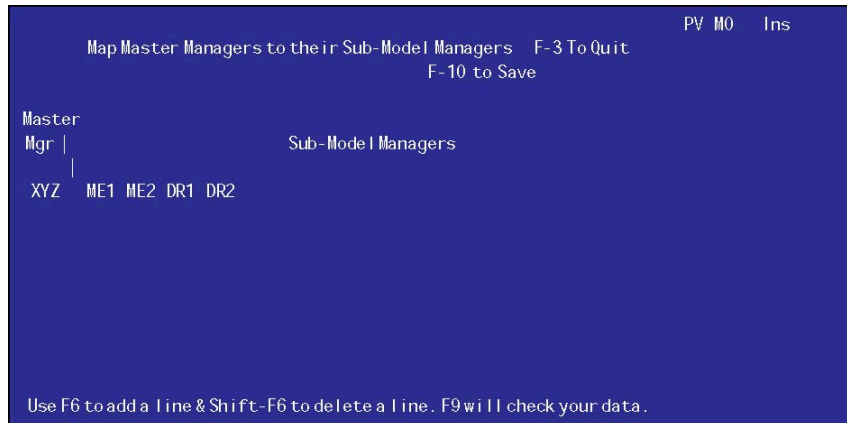 PV MO Ins
Map Master Managers to their Sub-Model Managers F-3 To Quit
F-10 to Save
Master
Mgr | Sub-Model Managers
|
XYZ ME1 ME2 DR1 DR2
Use F6 to add a line & Shift-F6 to delete a line. F9 will check your data.